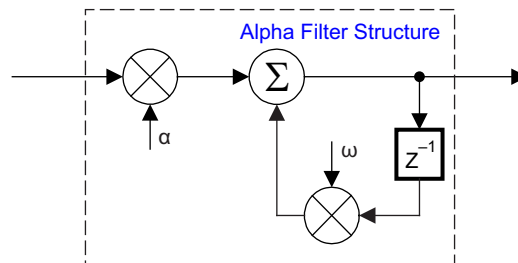 Alpha Filter Structure
Σ
α
ω
Z⁻¹